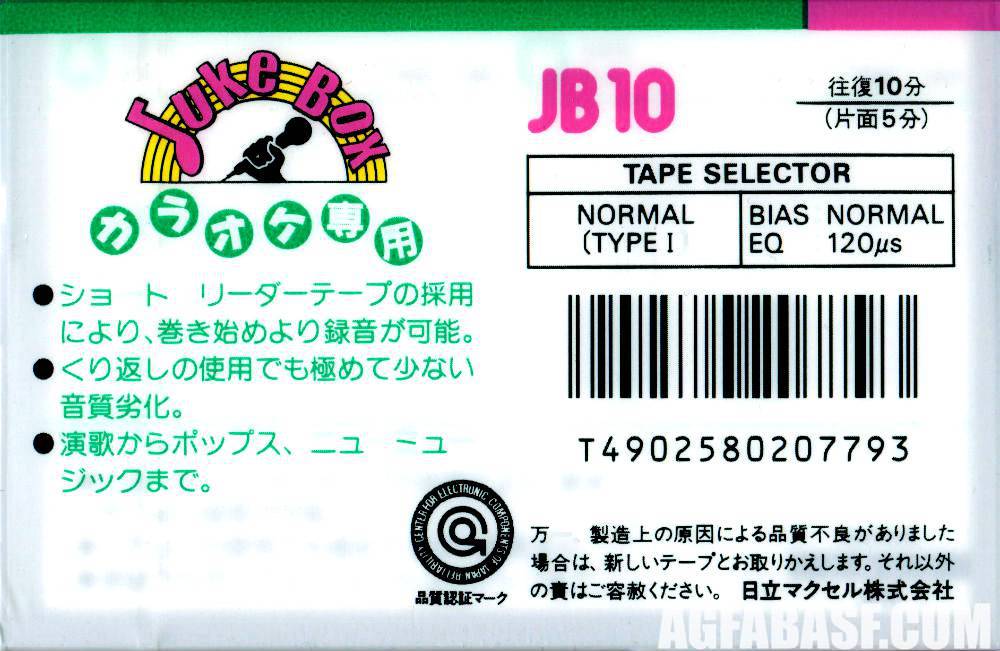 Juke Box
カラオケ専用
●ショ ト リーダーテープの採用
により、巻き始めより録音が可能。
●くり返しの使用でも極めて少ない
音質劣化。
●演歌からポップス、ニュ ーュ
ジックまで。
JB10
往復10分
(片面5分)
TAPE SELECTOR
NORMAL
(TYPE I
BIAS NORMAL
EQ 120μs
T4902580207793
RELIABILITY CENTER FOR ELECTRONIC COMPONENTS OF JAPAN
品質認証マーク
万一、製造上の原因による品質不良がありました
場合は、新しいテープとお取りかえします。それ以外
の責はご容赦ください。 日立マクセル株式会社
AGFABASF.COM